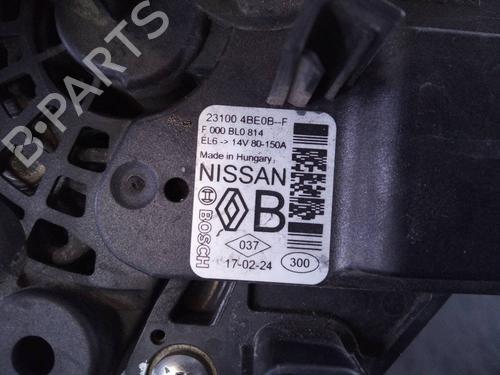 B-PARTS
23100 4BE0B--F
F 000 BL0 814
EL6 -> 14V 80-150A
Made in Hungary
NISSAN
BOSCH
B
037
17-02-24
300